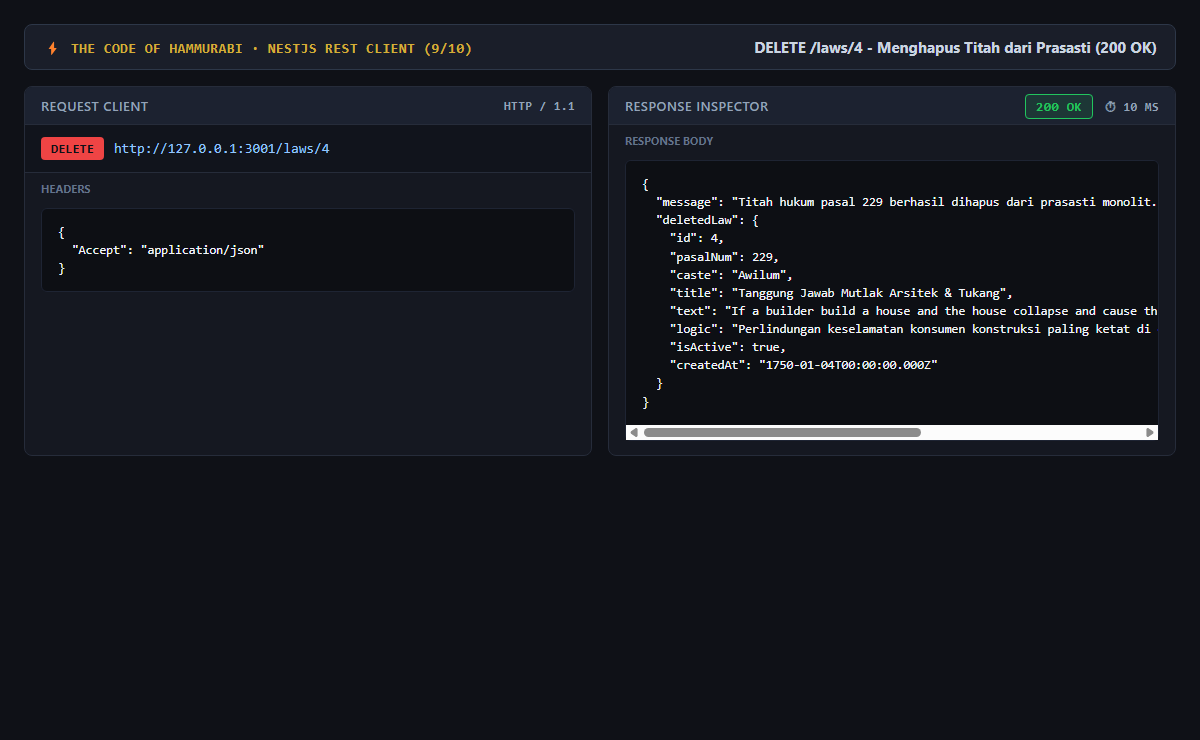 ⚡ THE CODE OF HAMMURABI · NESTJS REST CLIENT (9/10)
DELETE /laws/4 - Menghapus Titah dari Prasasti (200 OK)
REQUEST CLIENT
HTTP / 1.1
DELETE http://127.0.0.1:3001/laws/4
HEADERS
{
  "Accept": "application/json"
}
RESPONSE INSPECTOR
200 OK
⏱ 10 MS
RESPONSE BODY
{
  "message": "Titah hukum pasal 229 berhasil dihapus dari prasasti monolit.
  "deletedLaw": {
    "id": 4,
    "pasalNum": 229,
    "caste": "Awilum",
    "title": "Tanggung Jawab Mutlak Arsitek & Tukang",
    "text": "If a builder build a house and the house collapse and cause th
    "logic": "Perlindungan keselamatan konsumen konstruksi paling ketat di
    "isActive": true,
    "createdAt": "1750-01-04T00:00:00.000Z"
  }
}